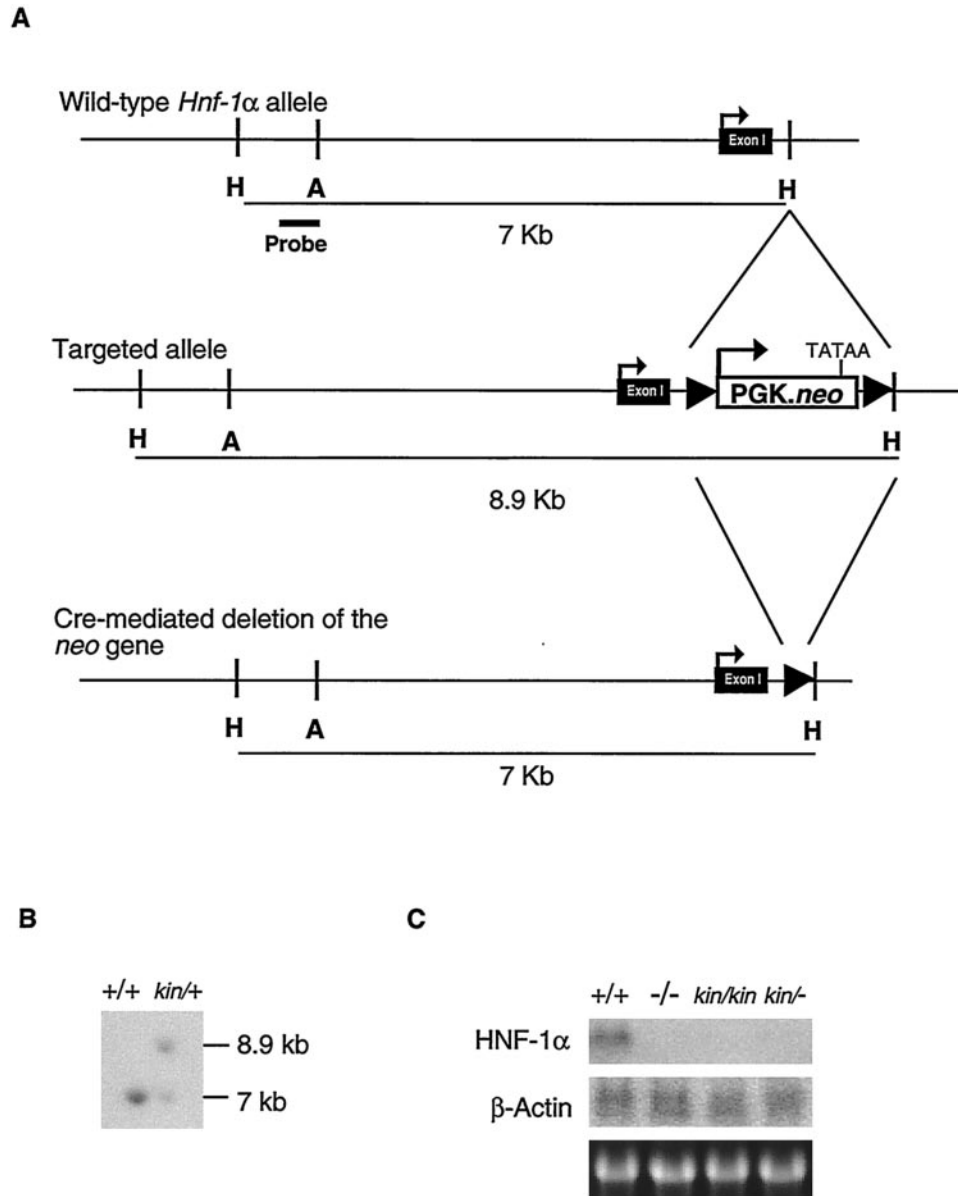 A
Wild-type Hnf-1α allele
Exon I
H A H
Probe
7 Kb
Targeted allele
TATAA
Exon I PGK.neo
H A H
8.9 Kb
Cre-mediated deletion of the
neo gene
Exon I
H A H
7 Kb
B
+/+ kin/+
8.9 kb
7 kb
C
+/+ -/- kin/kin kin/-
HNF-1α
β-Actin